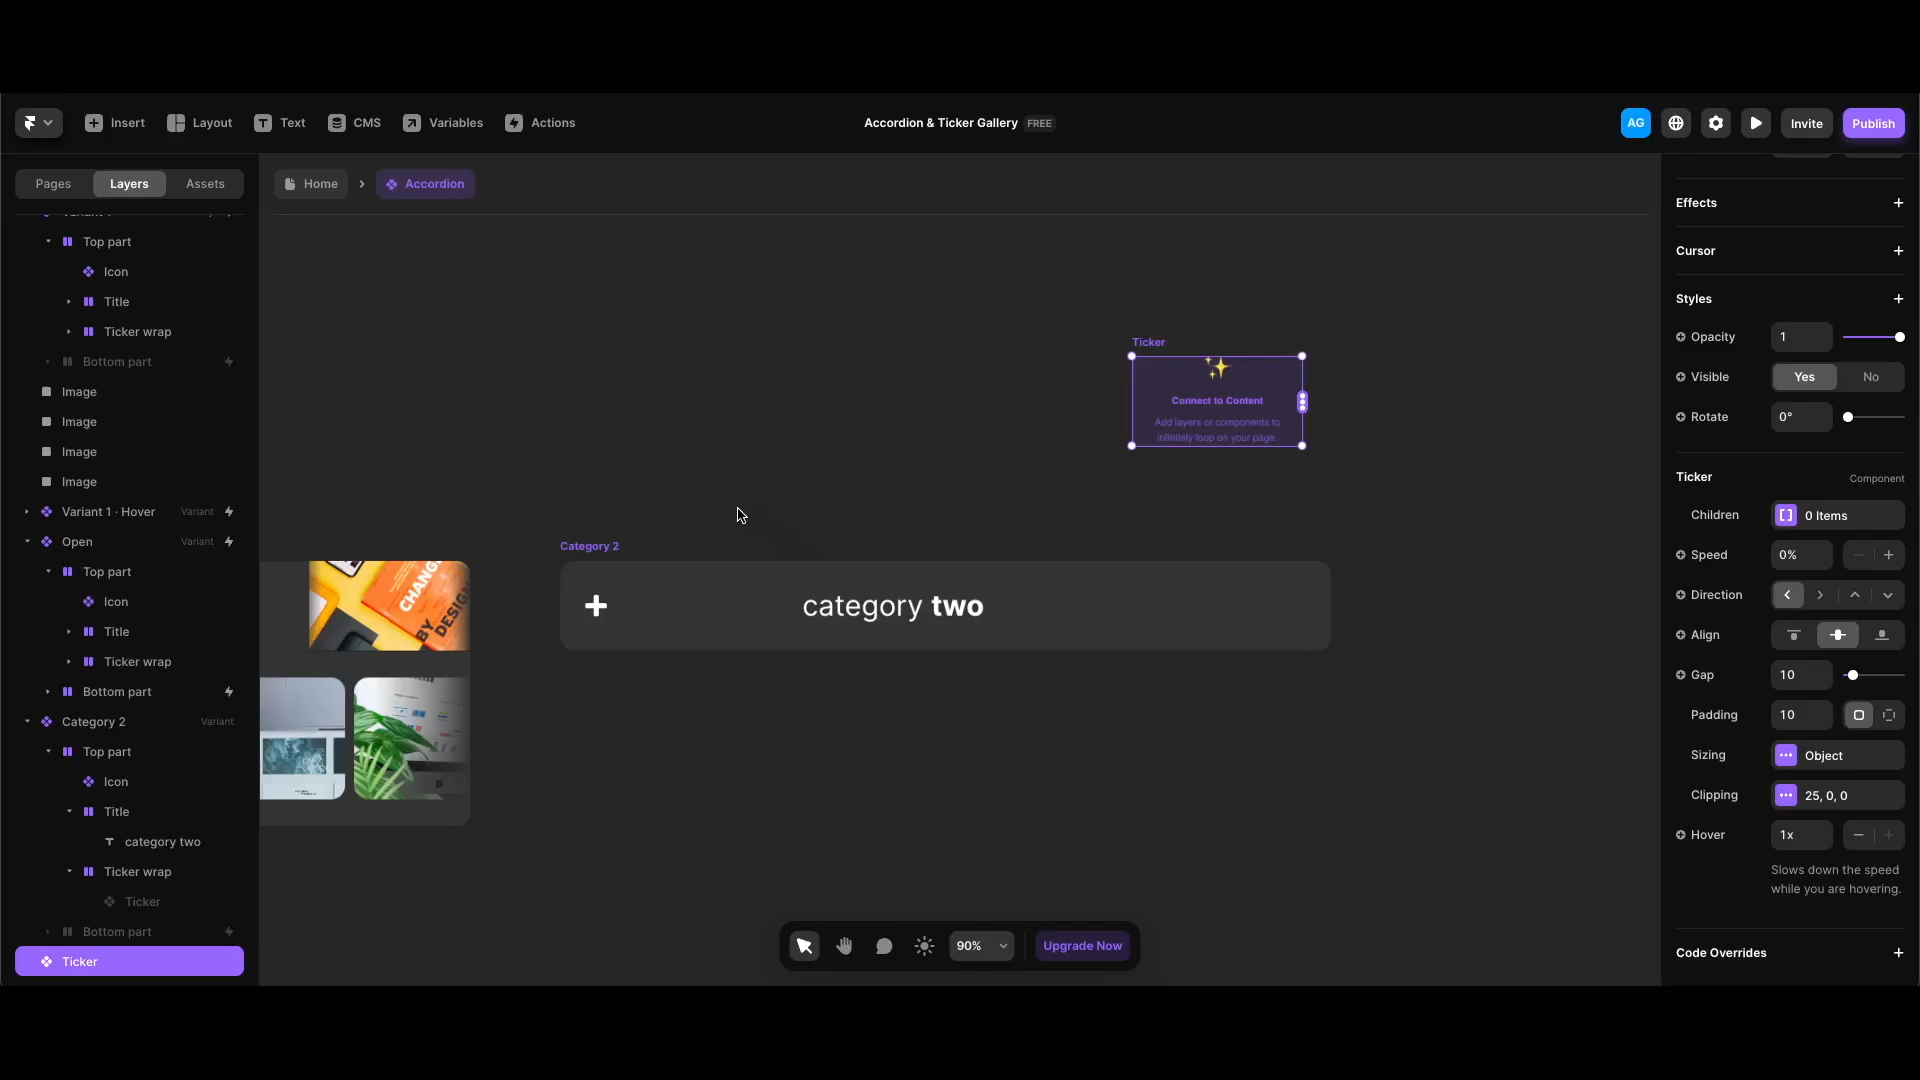 Insert
Layout
Text
CMS
Variables
Actions
Accordion & Ticker Gallery FREE
AG
Invite
Publish
Pages
Layers
Assets
Home
Accordion
Top part
Icon
Title
Ticker wrap
Bottom part
Image
Image
Image
Image
Variant 1 · Hover Variant
Open Variant
Top part
Icon
Title
Ticker wrap
Bottom part
Category 2 Variant
Top part
Icon
Title
category two
Ticker wrap
Ticker
Bottom part
Ticker
Ticker
Connect to Content
Add layers or components to
infinitely loop on your page.
CHANGE
BY
DESIGN
Category 2
category two
90%
Upgrade Now
Effects
Cursor
Styles
Opacity 1
Visible Yes No
Rotate 0°
Ticker Component
Children 0 Items
Speed 0%
Direction
Align
Gap 10
Padding 10
Sizing Object
Clipping 25, 0, 0
Hover 1x
Slows down the speed
while you are hovering.
Code Overrides